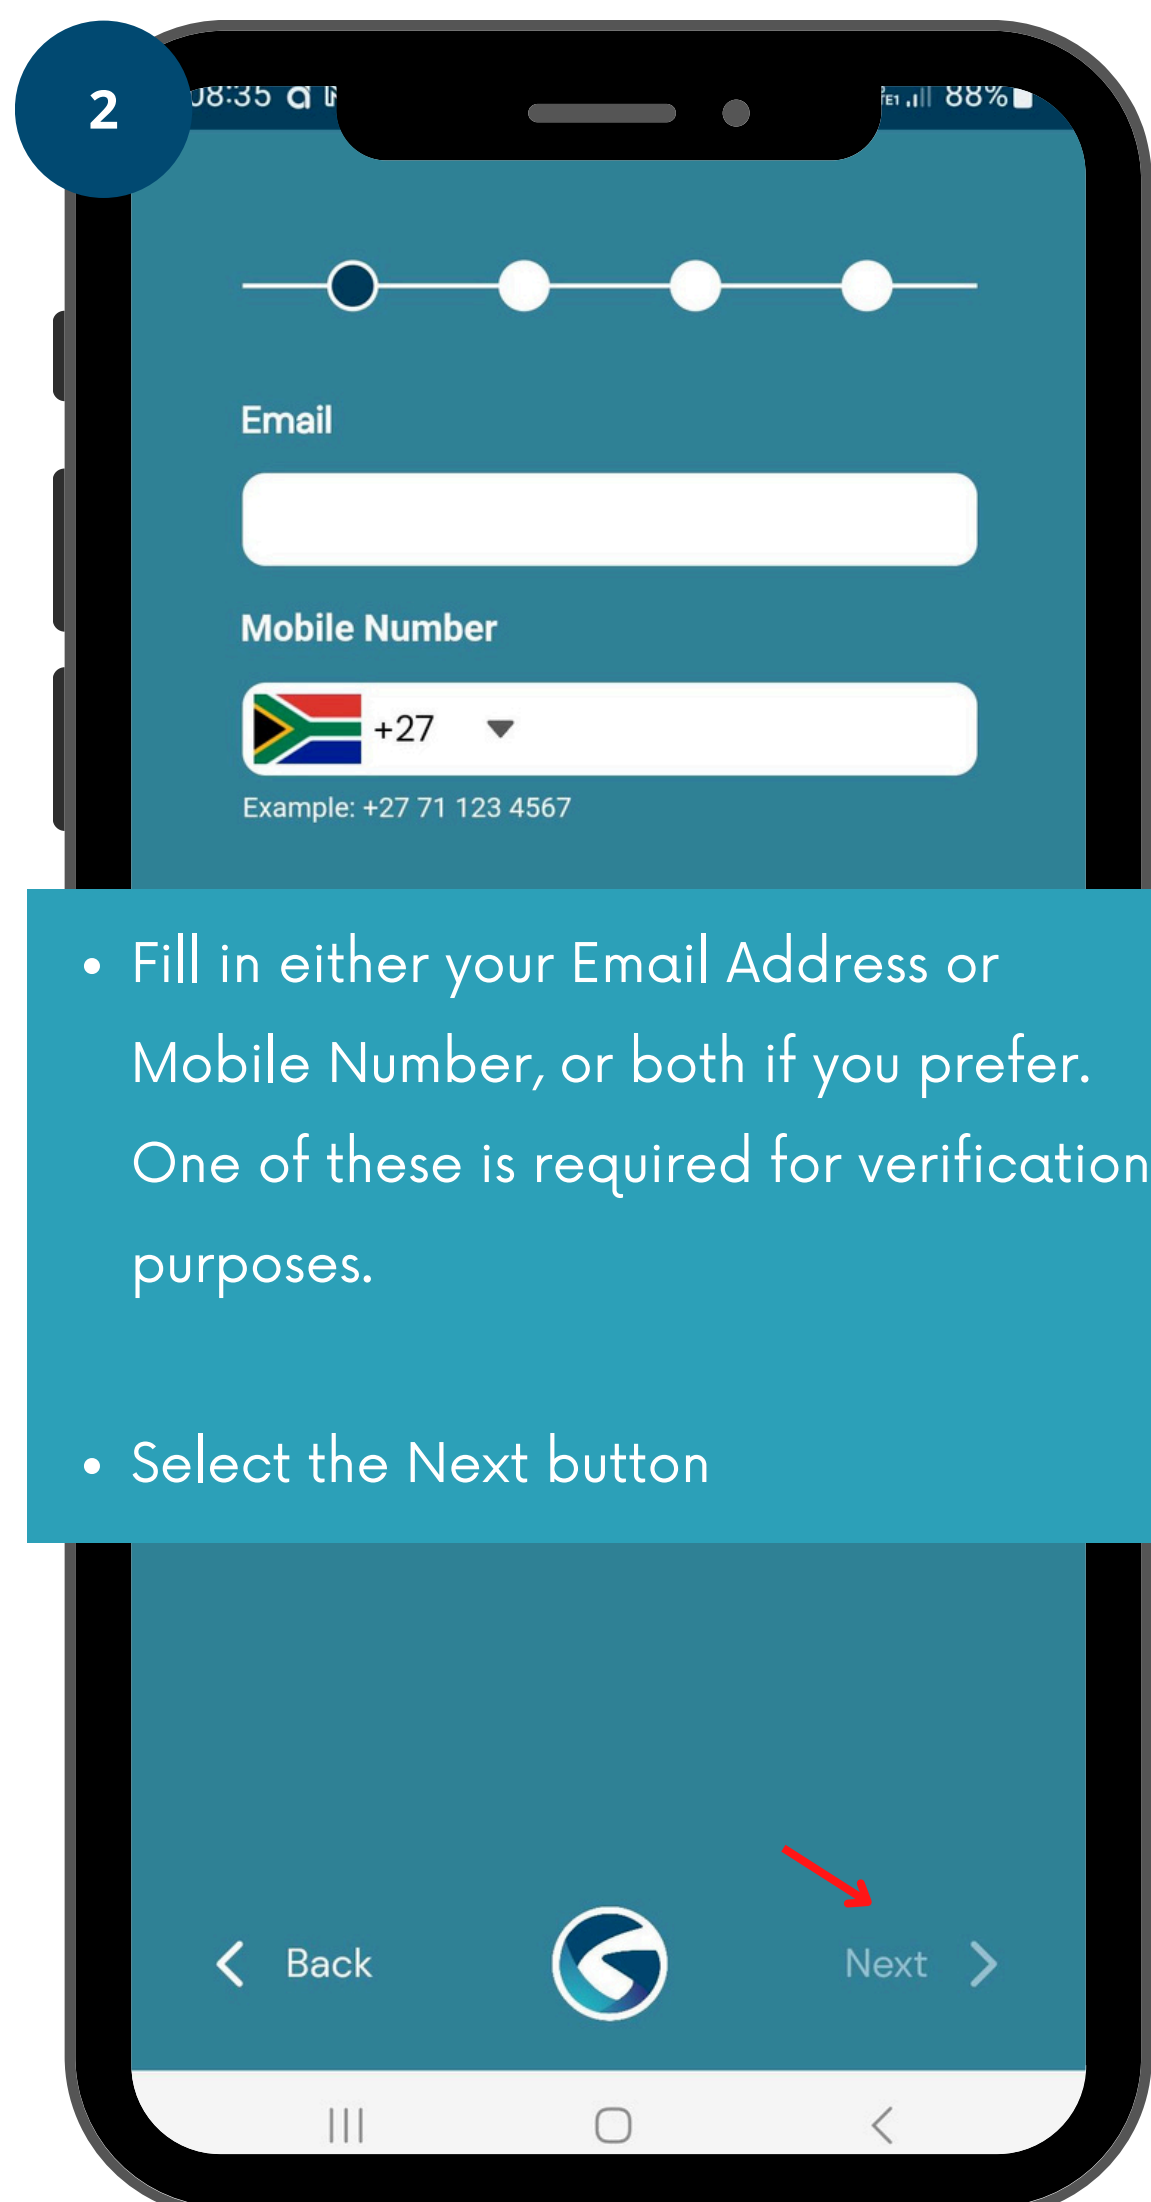 2
08:35
88%
Email
Mobile Number
+27
Example: +27 71 123 4567
• Fill in either your Email Address or
Mobile Number, or both if you prefer.
One of these is required for verification
purposes.
• Select the Next button
Back
Next